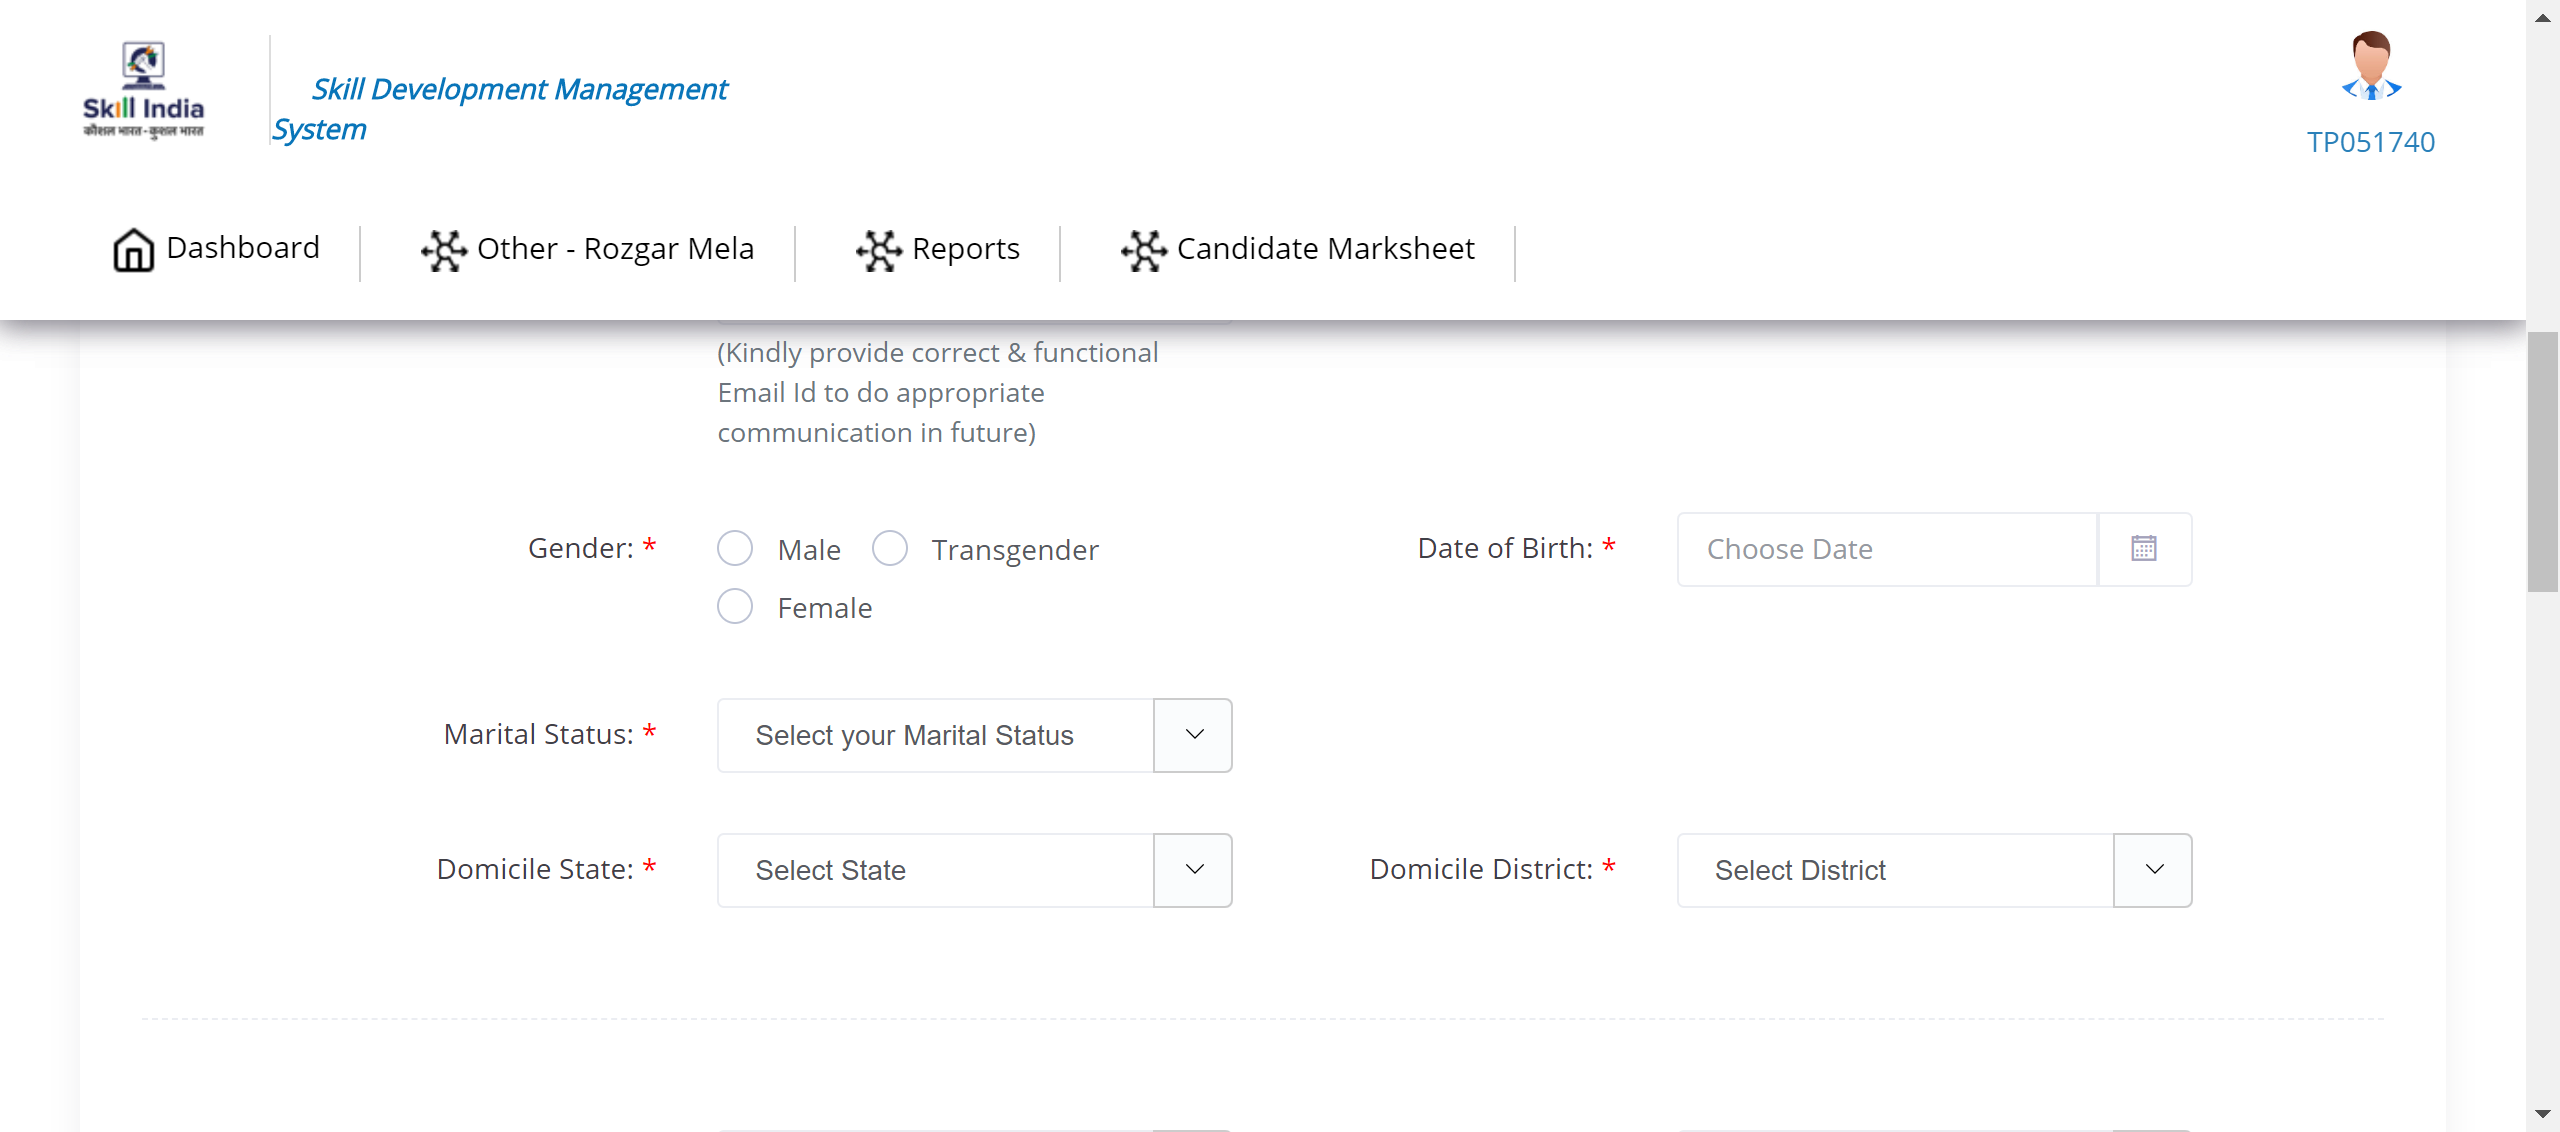 Skill India
कौशल भारत-कुशल भारत
Skill Development Management
System
TP051740
Dashboard
Other - Rozgar Mela
Reports
Candidate Marksheet
(Kindly provide correct & functional
Email Id to do appropriate
communication in future)
Gender: *
Male
Transgender
Female
Date of Birth: *
Choose Date
Marital Status: *
Select your Marital Status
Domicile State: *
Select State
Domicile District: *
Select District